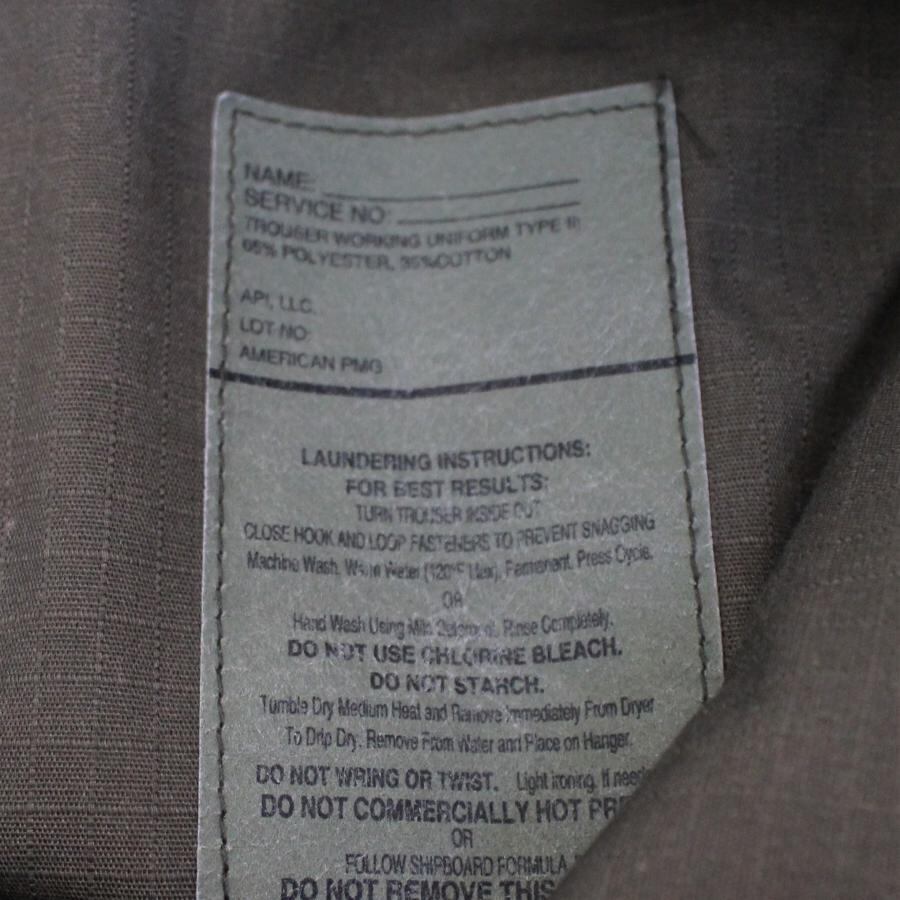 NAME:
SERVICE NO:
TROUSER WORKING UNIFORM TYPE II
65% POLYESTER, 35%COTTON
API, LLC.
LOT NO:
AMERICAN PMG
LAUNDERING INSTRUCTIONS:
FOR BEST RESULTS:
TURN TROUSER INSIDE OUT
CLOSE HOOK AND LOOP FASTENERS TO PREVENT SNAGGING
Machine Wash, Warm Water (120°F Max), Permanent, Press Cycle.
OR
Hand Wash Using Mild Detergent, Rinse Completely.
DO NOT USE CHLORINE BLEACH.
DO NOT STARCH.
Tumble Dry Medium Heat and Remove Immediately From Dryer
To Drip Dry, Remove From Water and Place on Hanger.
DO NOT WRING OR TWIST. Light ironing, if
DO NOT COMMERCIALLY HOT
OR
FOLLOW SHIPBOARD FORMULA
DO NOT REMOVE THIS